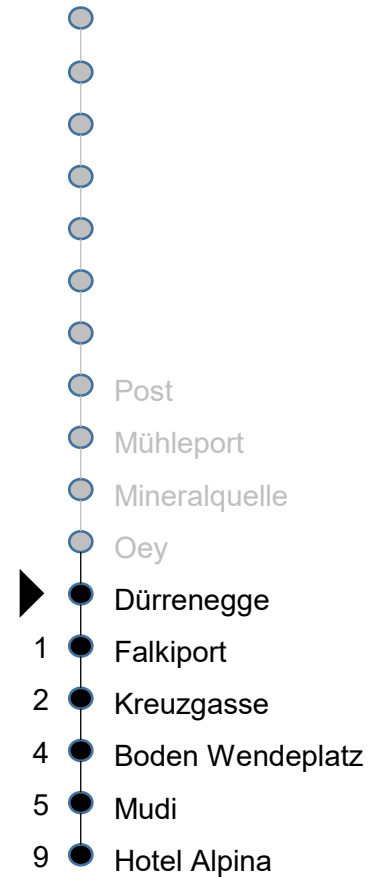 Post
Mühleport
Mineralquelle
Oey
Dürrenegge
1 Falkiport
2 Kreuzgasse
4 Boden Wendeplatz
5 Mudi
9 Hotel Alpina